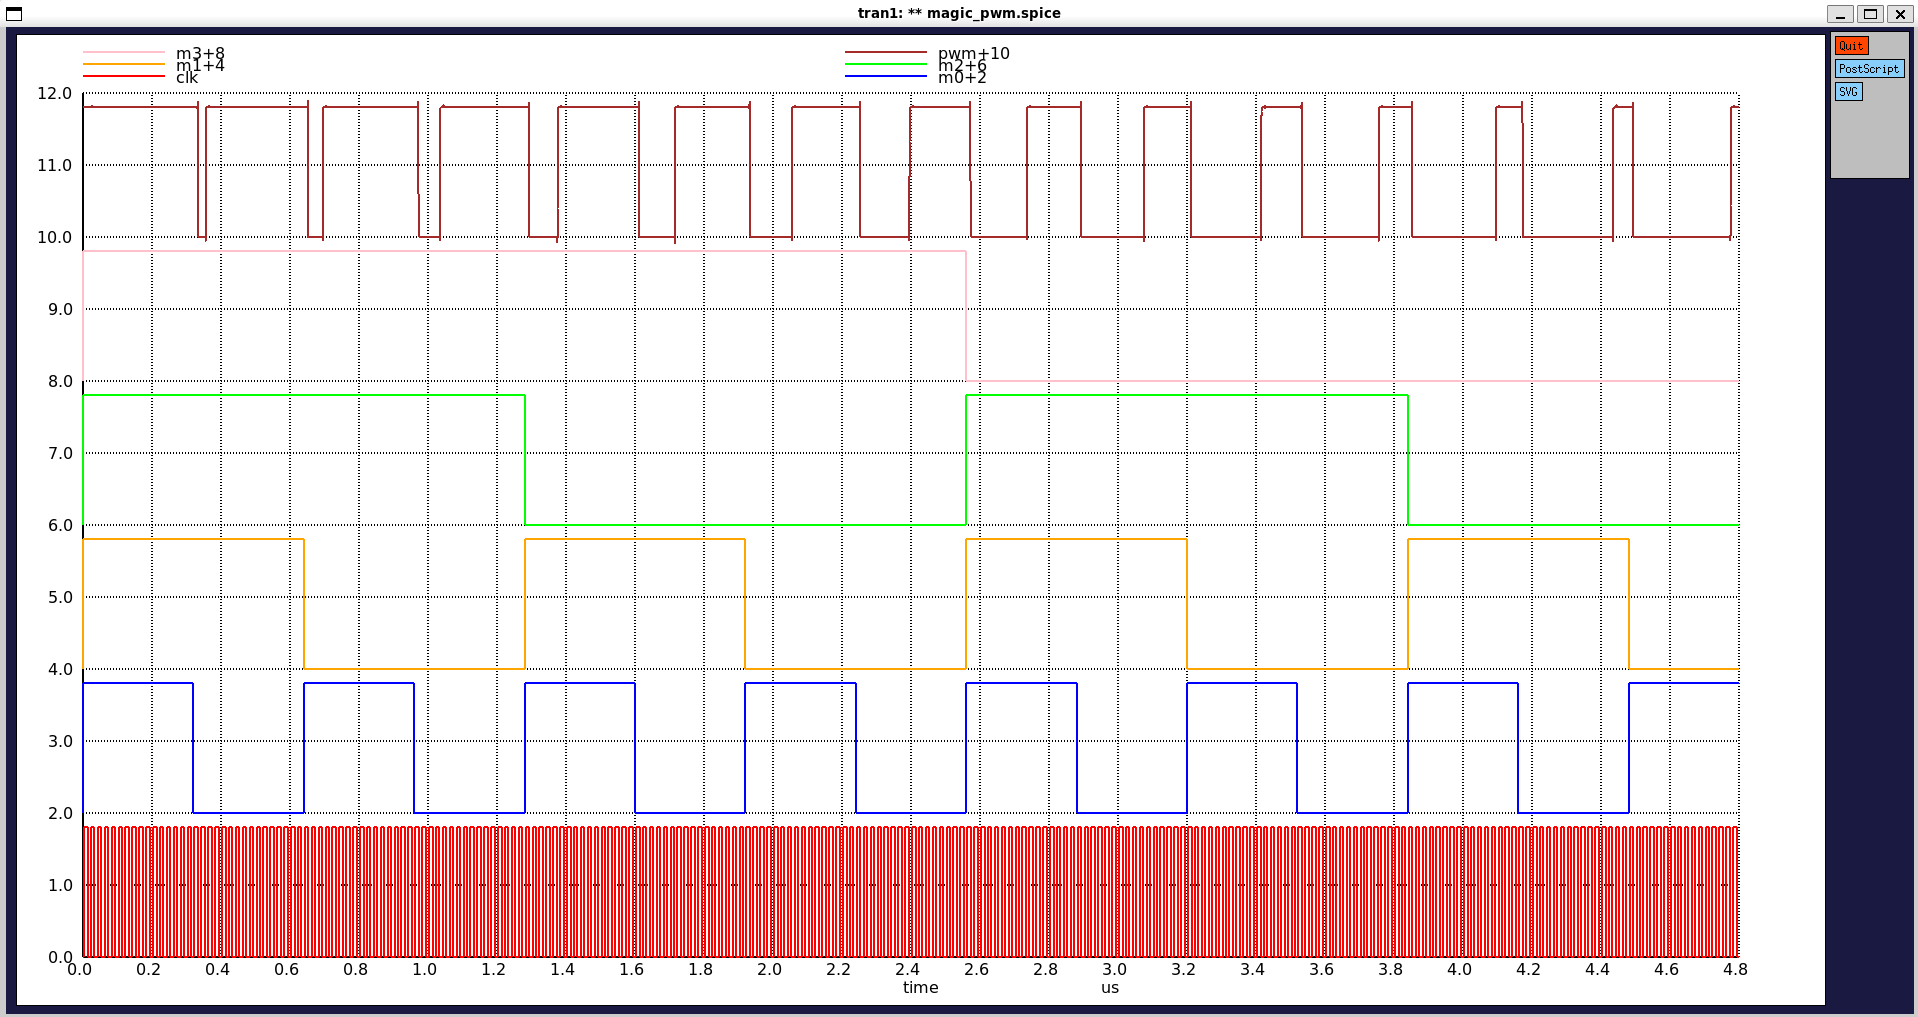 tran1: ** magic_pwm.spice
Quit
PostScript
SVG
m3+8
pwm+10
m1+4
m2+6
clk
m0+2
12.0
11.0
10.0
9.0
8.0
7.0
6.0
5.0
4.0
3.0
2.0
1.0
0.0
0.0 0.2 0.4 0.6 0.8 1.0 1.2 1.4 1.6 1.8 2.0 2.2 2.4 2.6 2.8 3.0 3.2 3.4 3.6 3.8 4.0 4.2 4.4 4.6 4.8
time us